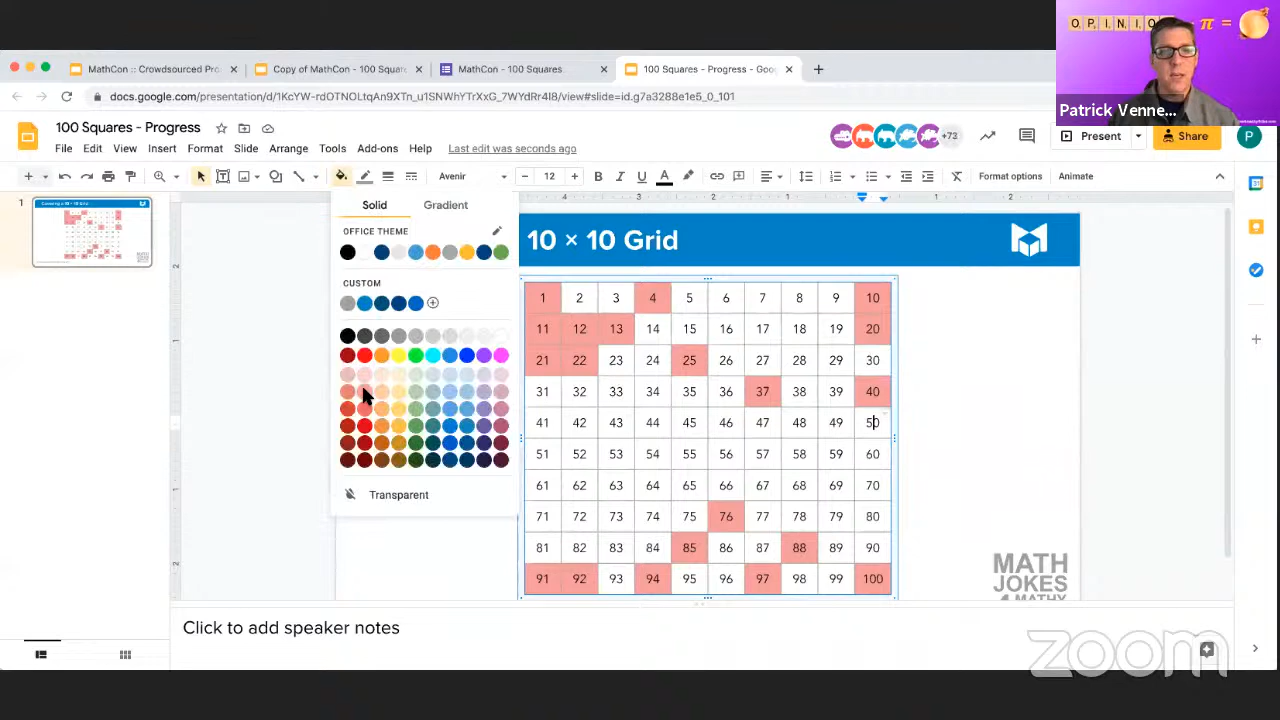 OPINION - π =
Patrick Venne...
MathCon :: Crowdsourced Pro
Copy of MathCon - 100 Squar
MathCon - 100 Squares
100 Squares - Progress - Goo
docs.google.com/presentation/d/1KcYW-rdOTNOLtqAn9XTn_u1SNWhYTcYxG_7WYdRr4l8/view#slide=id.g7a3288e1e5_0_101
100 Squares - Progress
+73
Present
Share
P
File Edit View Insert Format Slide Arrange Tools Add-ons Help Last edit was seconds ago
Avenir
12
B I U A
Format options
Animate
Solid Gradient
OFFICE THEME
CUSTOM
Transparent
1
10 × 10 Grid
1 2 3 4 5 6 7 8 9 10
11 12 13 14 15 16 17 18 19 20
21 22 23 24 25 26 27 28 29 30
31 32 33 34 35 36 37 38 39 40
41 42 43 44 45 46 47 48 49 50
51 52 53 54 55 56 57 58 59 60
61 62 63 64 65 66 67 68 69 70
71 72 73 74 75 76 77 78 79 80
81 82 83 84 85 86 87 88 89 90
91 92 93 94 95 96 97 98 99 100
MATH
JOKES
4 MATHY
Click to add speaker notes
zoom